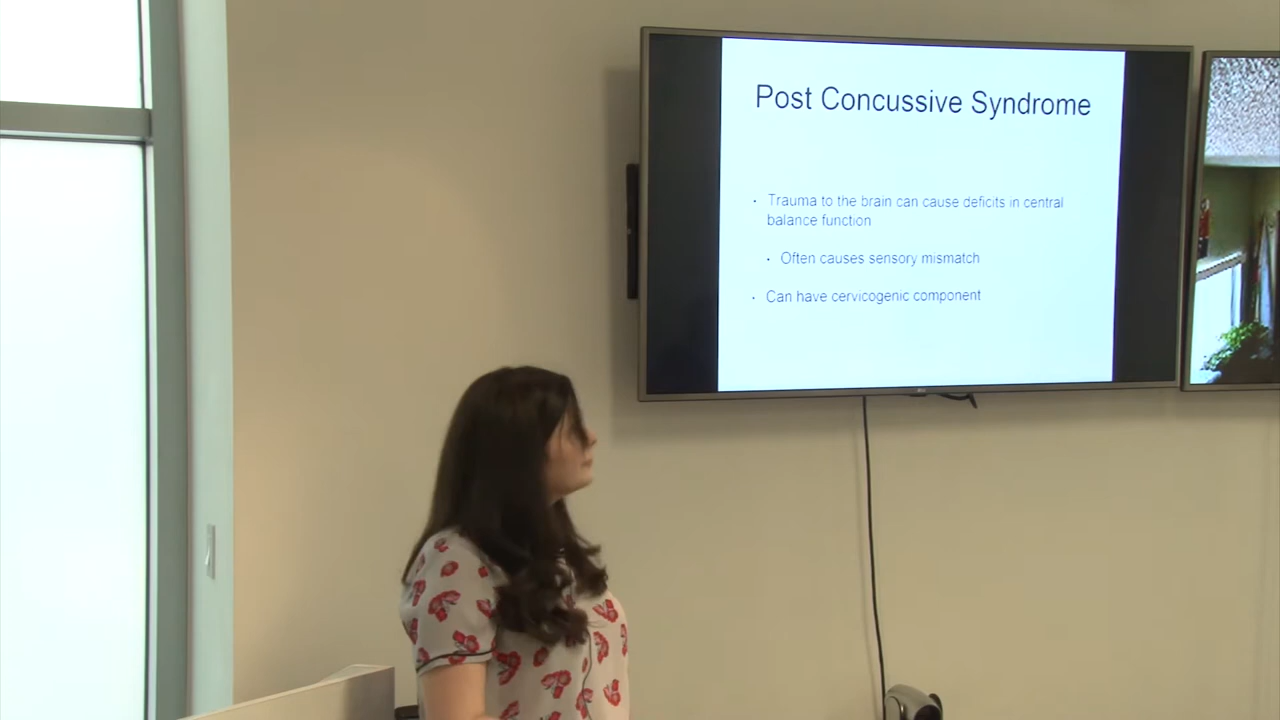 Post Concussive Syndrome
· Trauma to the brain can cause deficits in central
balance function
· Often causes sensory mismatch
· Can have cervicogenic component